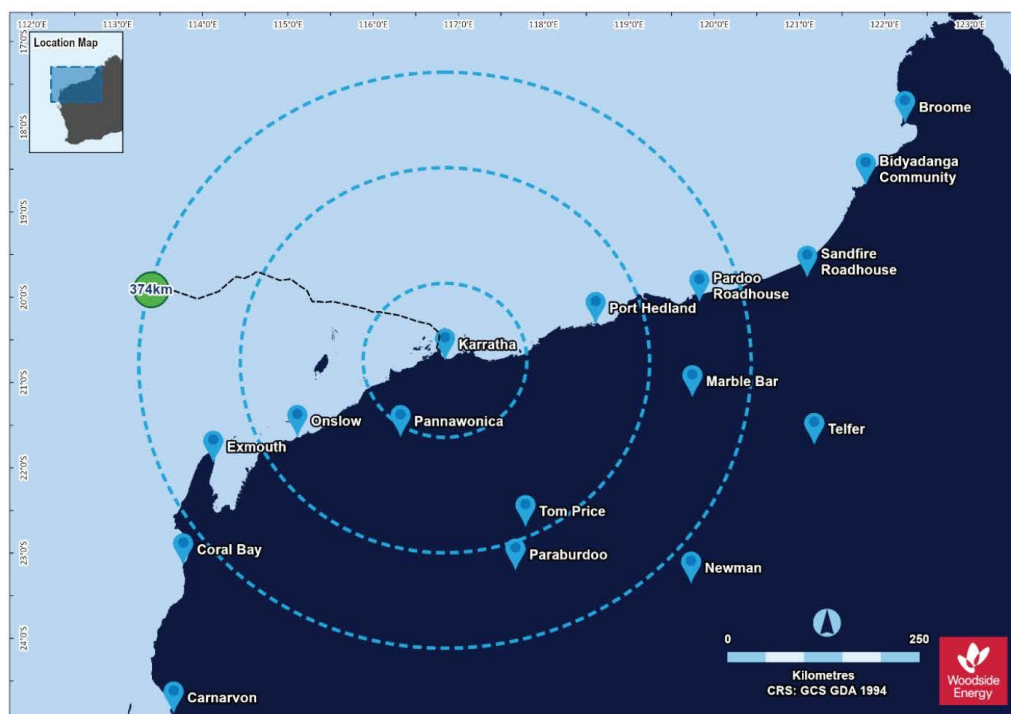 112°0'E
113°0'E
114°0'E
115°0'E
116°0'E
117°0'E
118°0'E
119°0'E
120°0'E
121°0'E
122°0'E
123°0'E
Location Map
17°0'S
18°0'S
19°0'S
20°0'S
21°0'S
22°0'S
23°0'S
24°0'S
Broome
Bidyadanga
Community
Sandfire
Roadhouse
Pardoo
Roadhouse
374km
Port Hedland
Karratha
Marble Bar
Onslow
Pannawonica
Telfer
Exmouth
Tom Price
Coral Bay
Paraburdoo
Newman
0
250
Kilometres
CRS: GCS GDA 1994
Woodside
Energy
Carnarvon